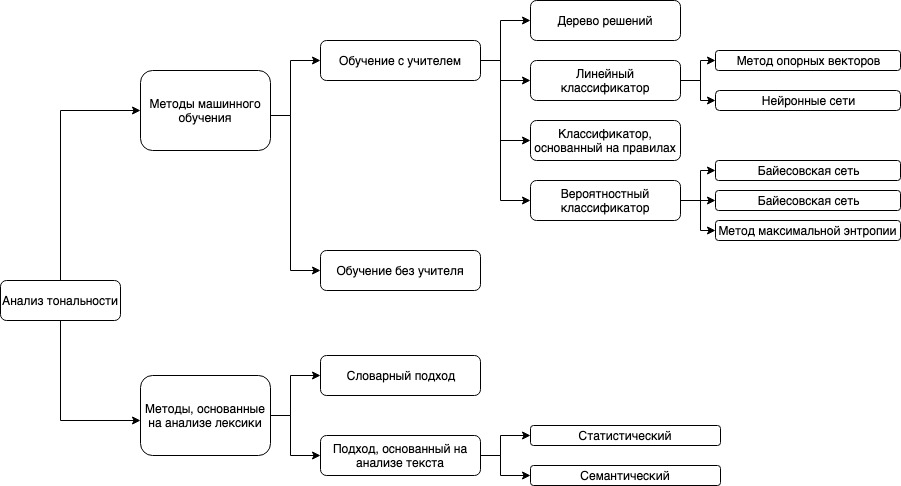 Дерево решений
Обучение с учителем
Метод опорных векторов
Линейный
классификатор
Методы машинного
обучения
Нейронные сети
Классификатор,
основанный на правилах
Байесовская сеть
Вероятностный
классификатор
Байесовская сеть
Метод максимальной энтропии
Обучение без учителя
Анализ тональности
Словарный подход
Методы, основанные
на анализе лексики
Статистический
Подход, основанный на
анализе текста
Семантический